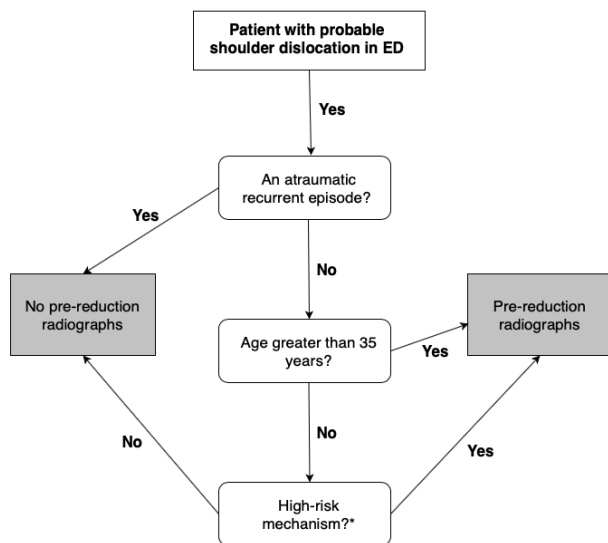 Patient with probable
shoulder dislocation in ED
Yes
An atraumatic
recurrent episode?
Yes
No
No pre-reduction
radiographs
Age greater than 35
years?
Yes
Pre-reduction
radiographs
No
No
Yes
High-risk
mechanism?*